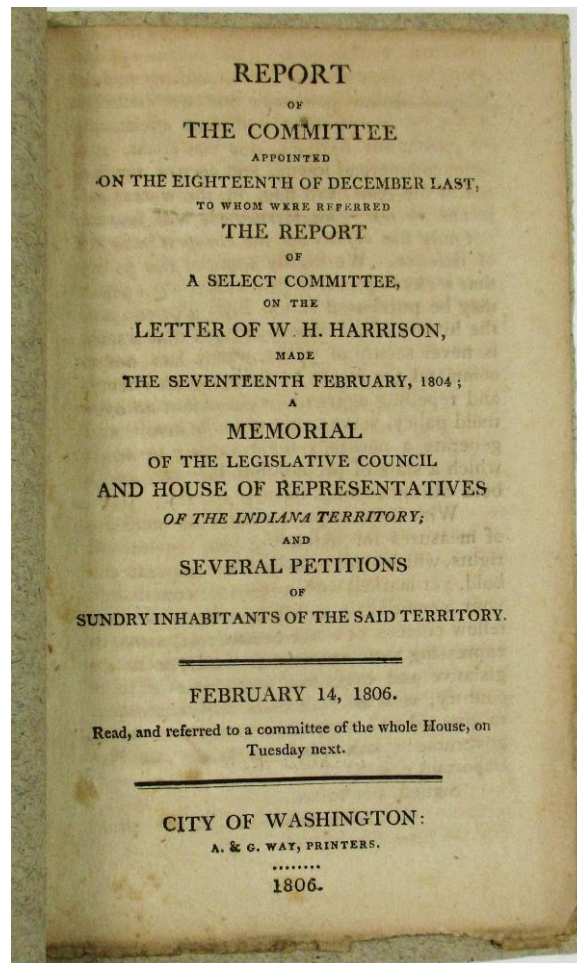 REPORT
OF
THE COMMITTEE
APPOINTED
ON THE EIGHTEENTH OF DECEMBER LAST,
TO WHOM WERE REFERRED
THE REPORT
OF
A SELECT COMMITTEE,
ON THE
LETTER OF W. H. HARRISON,
MADE
THE SEVENTEENTH FEBRUARY, 1804;
A
MEMORIAL
OF THE LEGISLATIVE COUNCIL
AND HOUSE OF REPRESENTATIVES
OF THE INDIANA TERRITORY;
AND
SEVERAL PETITIONS
OF
SUNDRY INHABITANTS OF THE SAID TERRITORY.
FEBRUARY 14, 1806.
Read, and referred to a committee of the whole House, on
Tuesday next.
CITY OF WASHINGTON:
A. & G. WAY, PRINTERS.
........
1806.